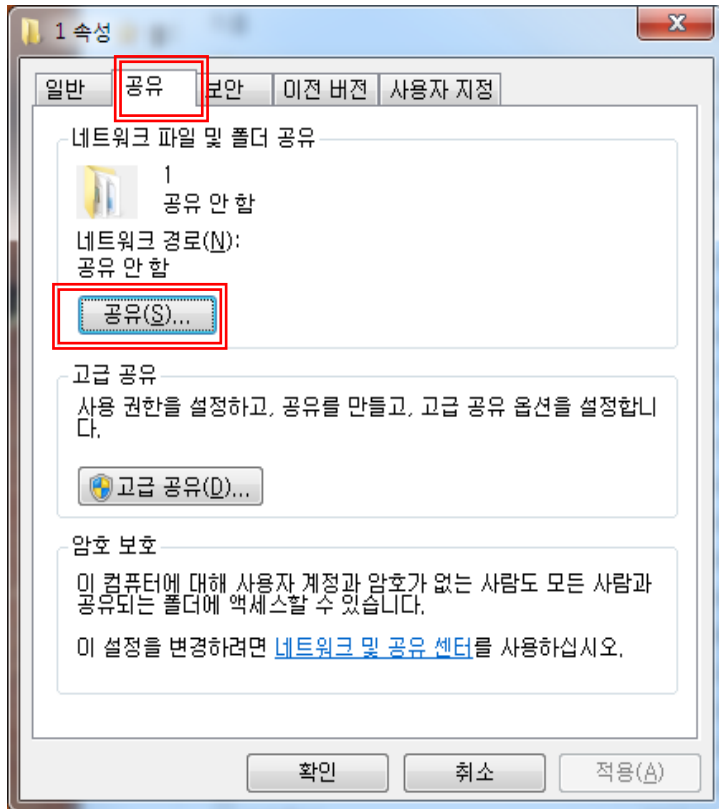 1 속성
일반 공유 보안 이전 버전 사용자 지정
네트워크 파일 및 폴더 공유
1
공유 안 함
네트워크 경로(N):
공유 안 함
공유(S)...
고급 공유
사용 권한을 설정하고, 공유를 만들고, 고급 공유 옵션을 설정합니
다.
고급 공유(D)...
암호 보호
이 컴퓨터에 대해 사용자 계정과 암호가 없는 사람도 모든 사람과
공유되는 폴더에 액세스할 수 있습니다.
이 설정을 변경하려면 네트워크 및 공유 센터를 사용하십시오.
확인 취소 적용(A)